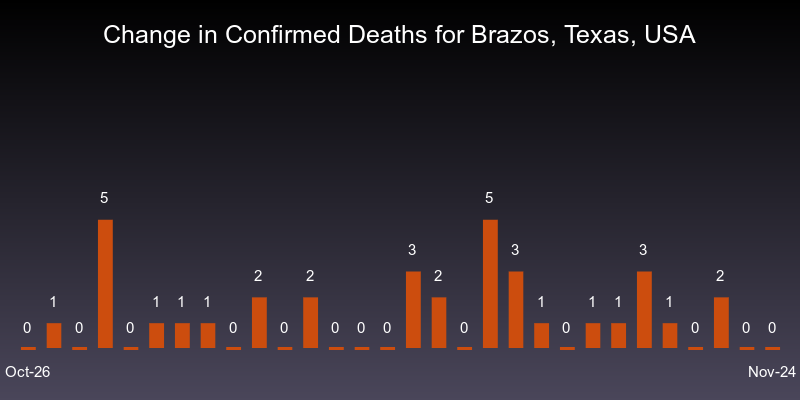 Change in Confirmed Deaths for Brazos, Texas, USA
0 1 0 5 0 1 1 1 0 2 0 2 0 0 0 3 2 0 5 3 1 0 1 1 3 1 0 2 0 0
Oct-26 Nov-24